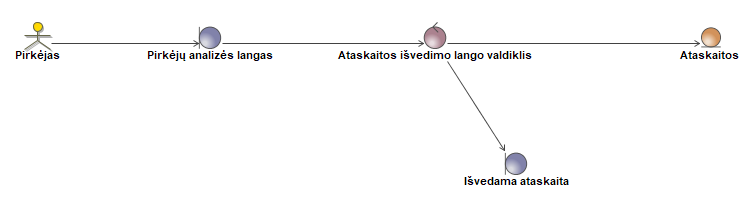 Pirkėjas
Pirkėjų analizės langas
Ataskaitos išvedimo lango valdiklis
Ataskaitos
Išvedama ataskaita